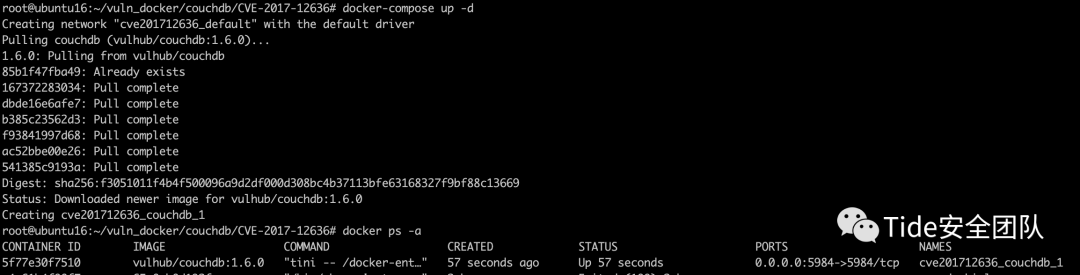 root@ubuntu16:~/vuln_docker/couchdb/CVE-2017-12636# docker-compose up -d
Creating network "cve201712636_default" with the default driver
Pulling couchdb (vulhub/couchdb:1.6.0)...
1.6.0: Pulling from vulhub/couchdb
85b1f47fba49: Already exists
167372283034: Pull complete
dbde16e6afe7: Pull complete
b385c23562d3: Pull complete
f93841997d68: Pull complete
ac52bbe00e26: Pull complete
541385c9193a: Pull complete
Digest: sha256:f3051011f4b4f500096a9d2df000d308bc4b37113bfe63168327f9bf88c13669
Status: Downloaded newer image for vulhub/couchdb:1.6.0
Creating cve201712636_couchdb_1
root@ubuntu16:~/vuln_docker/couchdb/CVE-2017-12636# docker ps -a
CONTAINER ID IMAGE COMMAND CREATED STATUS PORTS NAMES
5f77e30f7510 vulhub/couchdb:1.6.0 "tini -- /docker-ent…" 57 seconds ago Up 57 seconds 0.0.0.0:5984->5984/tcp cve201712636_couchdb_1
Tide安全团队